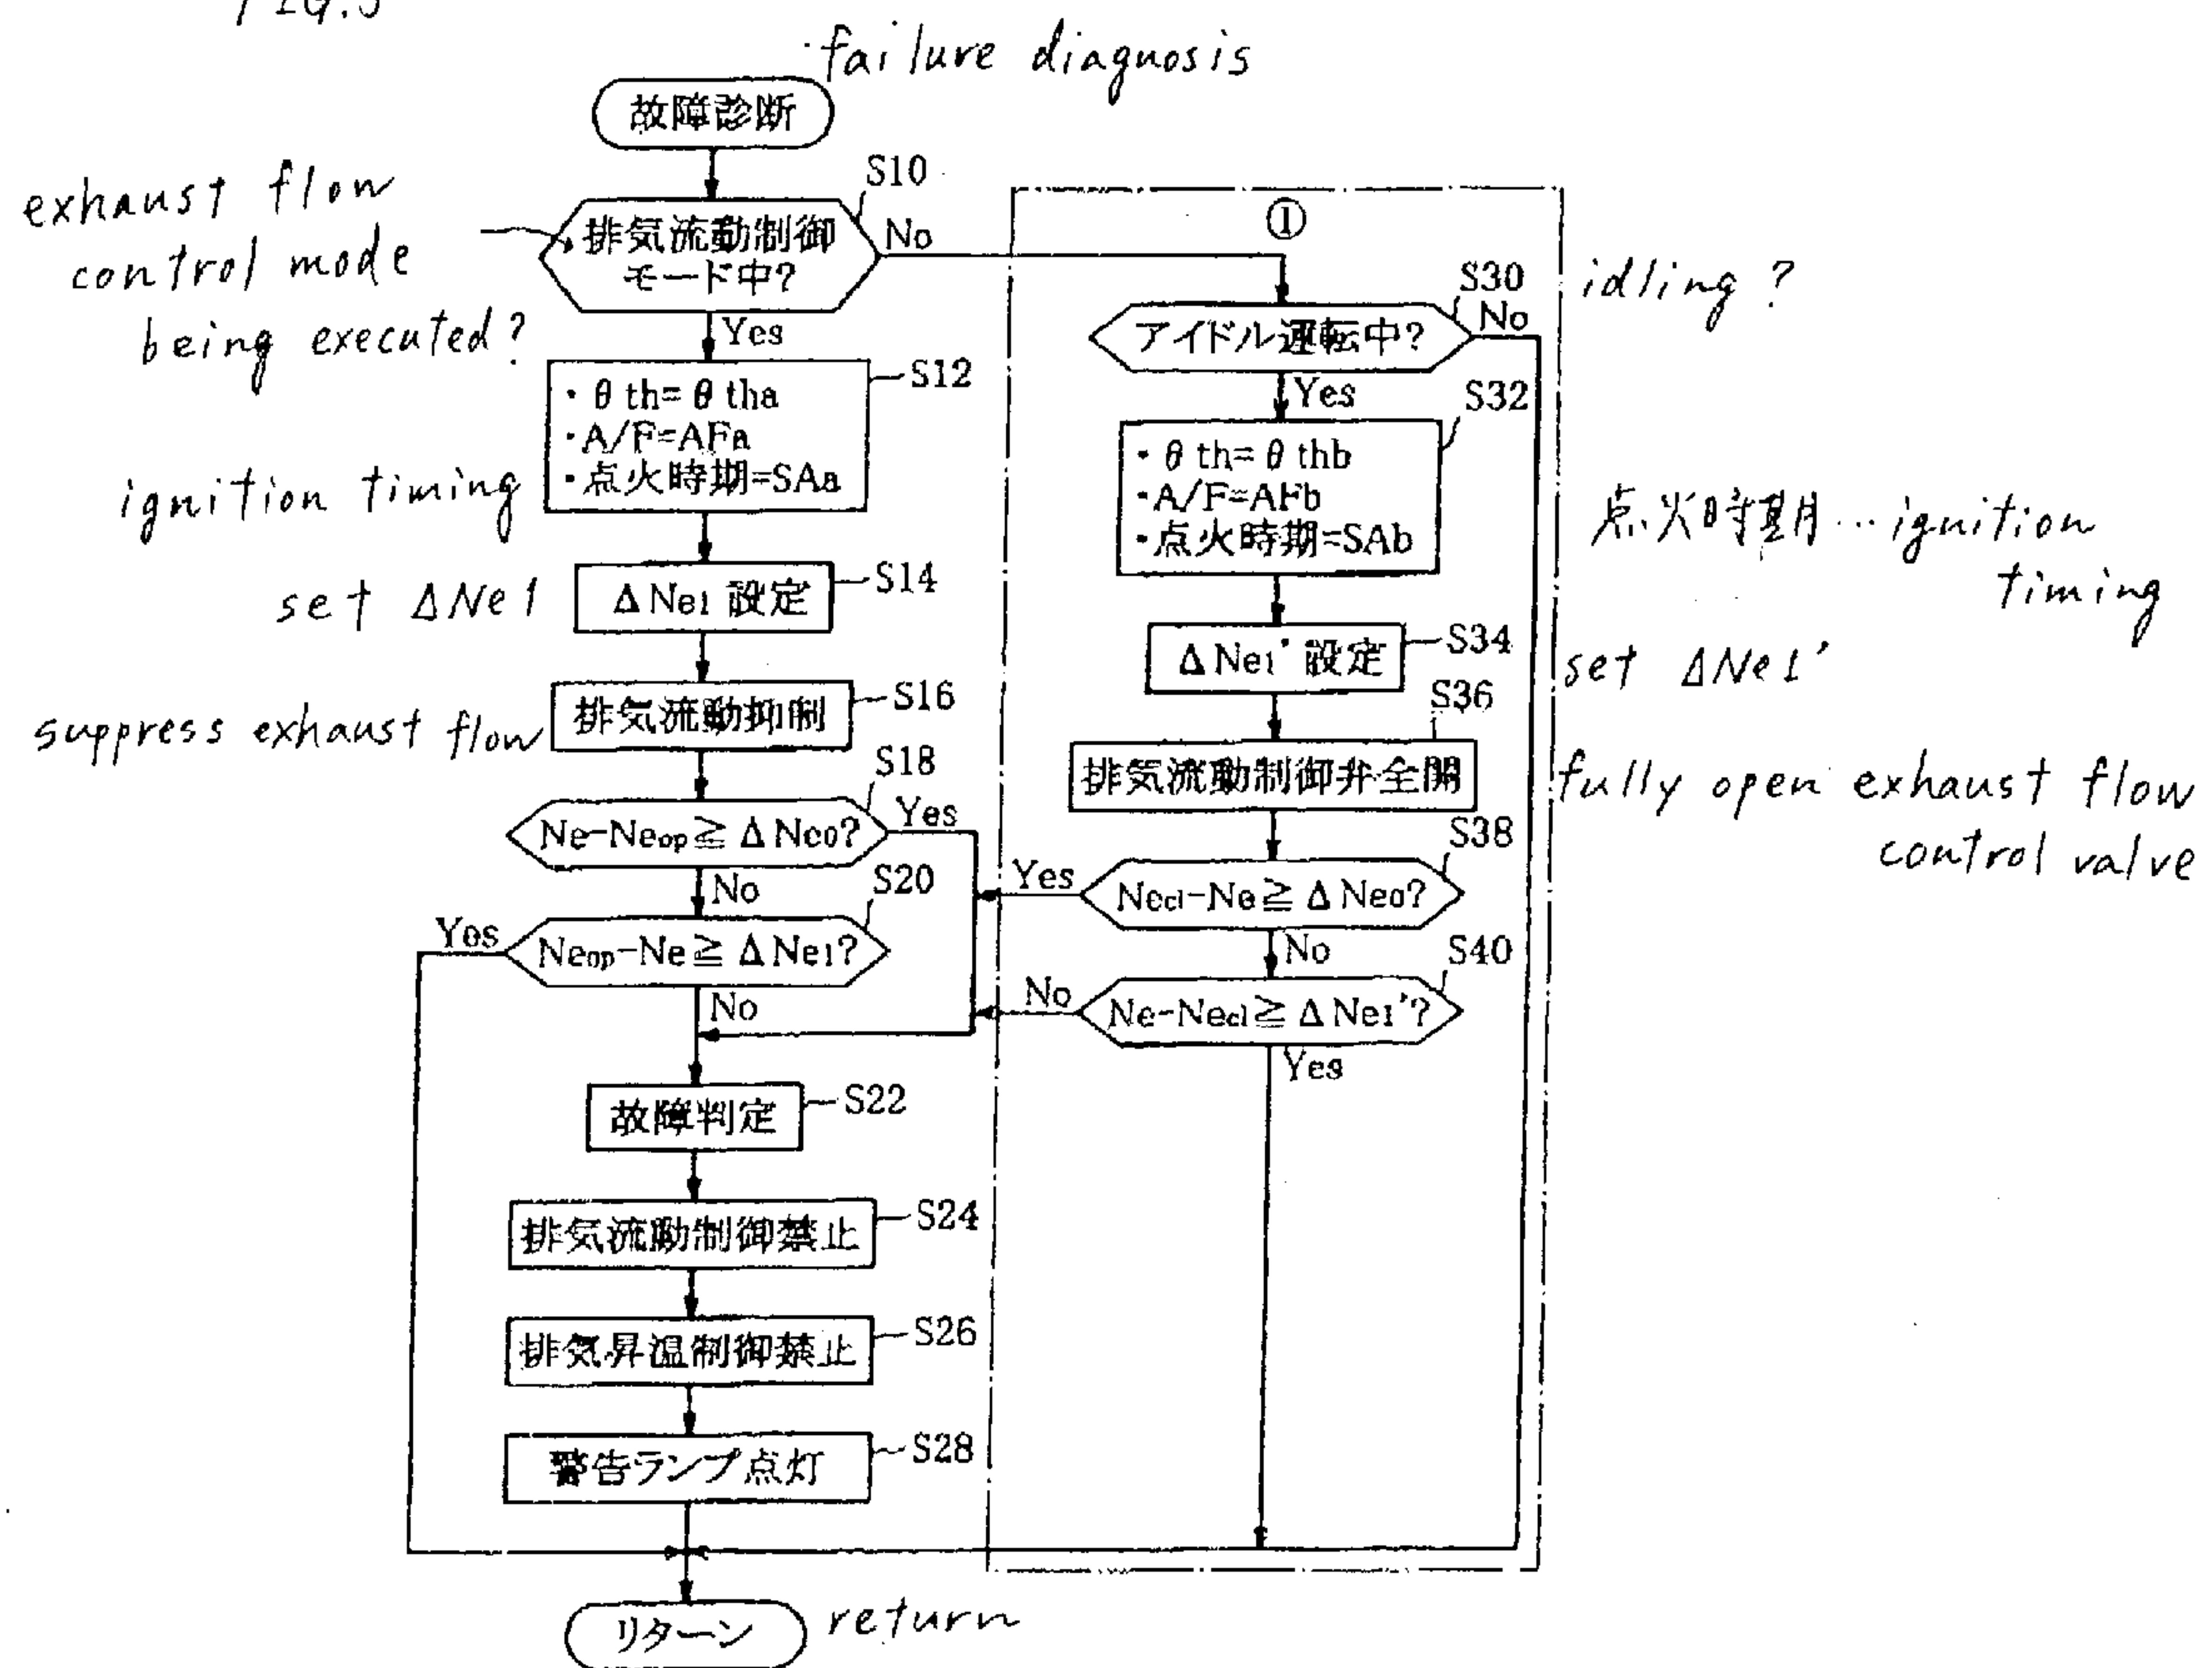 FIG.5
failure diagnosis
故障診断
exhaust flow
control mode
being executed?
S10
排気流動制御
モード中?
No
Yes
①
S30
idling ?
アイドル運転中?
No
Yes
S12
・θth=θtha
・A/F=AFa
・点火時期=SAa
ignition timing
S32
・θth=θthb
・A/F=AFb
・点火時期=SAb
点火時期…ignition
timing
set ΔNe1
ΔNe1 設定
S14
ΔNe1' 設定
S34
set ΔNe1'
suppress exhaust flow
排気流動抑制
S16
S36
排気流動制御弁全開
fully open exhaust flow
control valve
S18
Ne-Neop≧ΔNe0?
Yes
No
S38
Necl-Ne≧ΔNe0?
Yes
No
S20
Neop-Ne≧ΔNe1?
Yes
No
S40
Ne-Necl≧ΔNe1'?
No
Yes
故障判定
S22
排気流動制御禁止
S24
排気昇温制御禁止
S26
警告ランプ点灯
S28
リターン
return